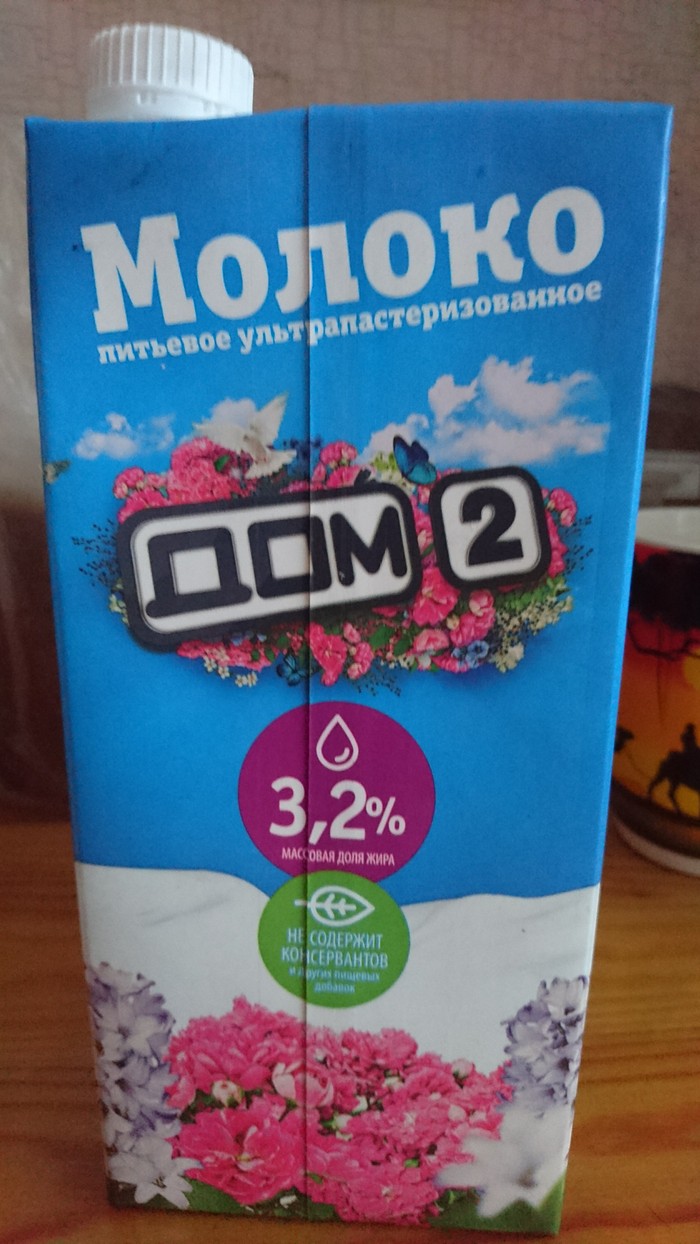 Молоко
питьевое ультрапастеризованное
ДОМ 2
3,2%
МАССОВАЯ ДОЛЯ ЖИРА
НЕ СОДЕРЖИТ
КОНСЕРВАНТОВ
и других пищевых
добавок